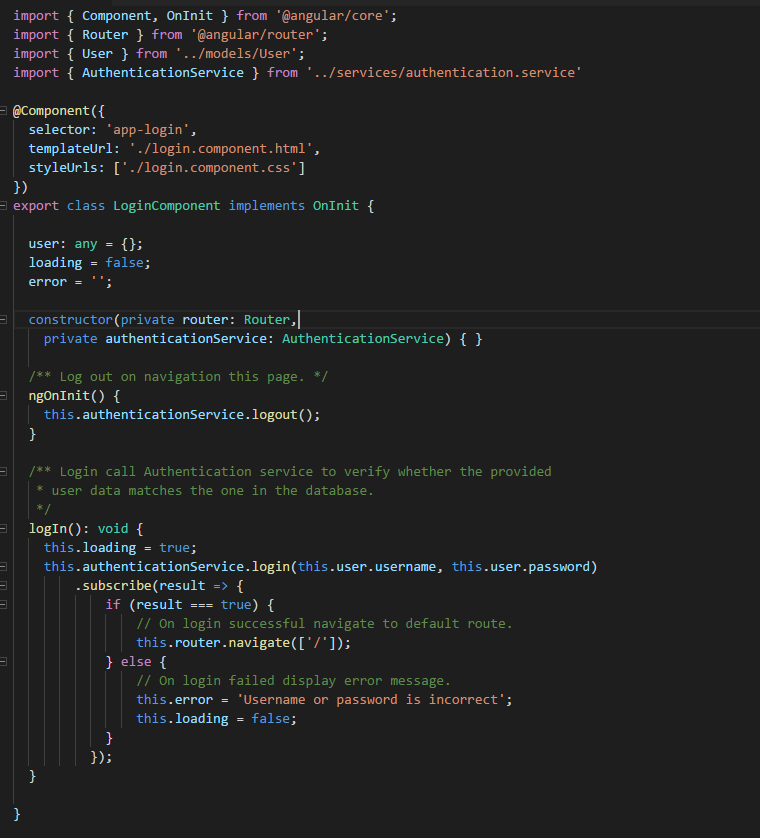 import { Component, OnInit } from '@angular/core';
import { Router } from '@angular/router';
import { User } from '../models/User';
import { AuthenticationService } from '../services/authentication.service'
@Component({
selector: 'app-login',
templateUrl: './login.component.html',
styleUrls: ['./login.component.css']
})
export class LoginComponent implements OnInit {
user: any = {};
loading = false;
error = '';
constructor(private router: Router,
private authenticationService: AuthenticationService) { }
/** Log out on navigation this page. */
ngOnInit() {
this.authenticationService.logout();
}
/** Login call Authentication service to verify whether the provided
* user data matches the one in the database.
*/
logIn(): void {
this.loading = true;
this.authenticationService.login(this.user.username, this.user.password)
.subscribe(result => {
if (result === true) {
// On login successful navigate to default route.
this.router.navigate(['/']);
} else {
// On login failed display error message.
this.error = 'Username or password is incorrect';
this.loading = false;
}
});
}
}